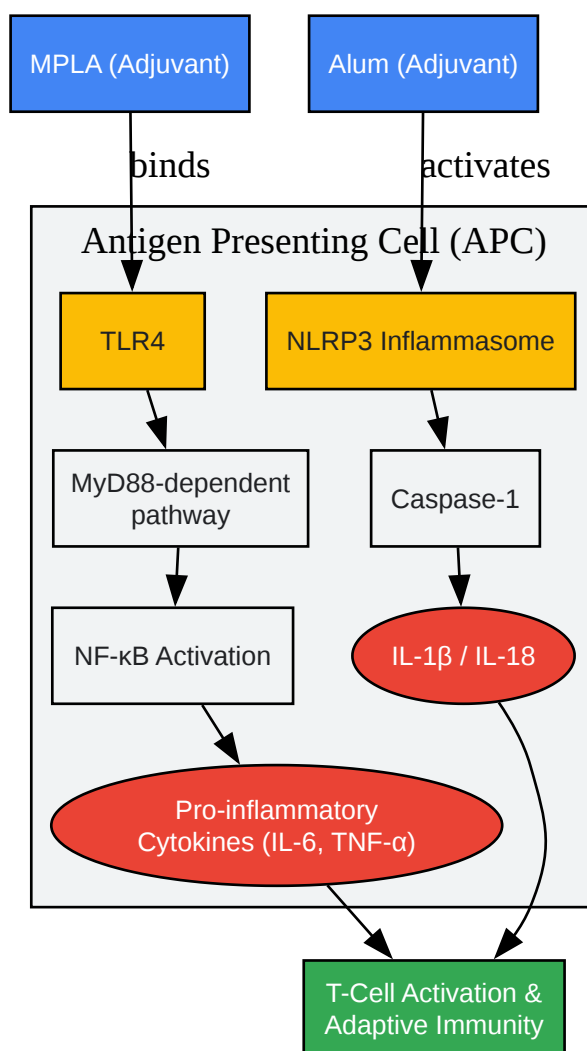 MPLA (Adjuvant)
Alum (Adjuvant)
binds
activates
Antigen Presenting Cell (APC)
TLR4
NLRP3 Inflammasome
MyD88-dependent
pathway
Caspase-1
NF-κB Activation
IL-1β / IL-18
Pro-inflammatory
Cytokines (IL-6, TNF-α)
T-Cell Activation &
Adaptive Immunity